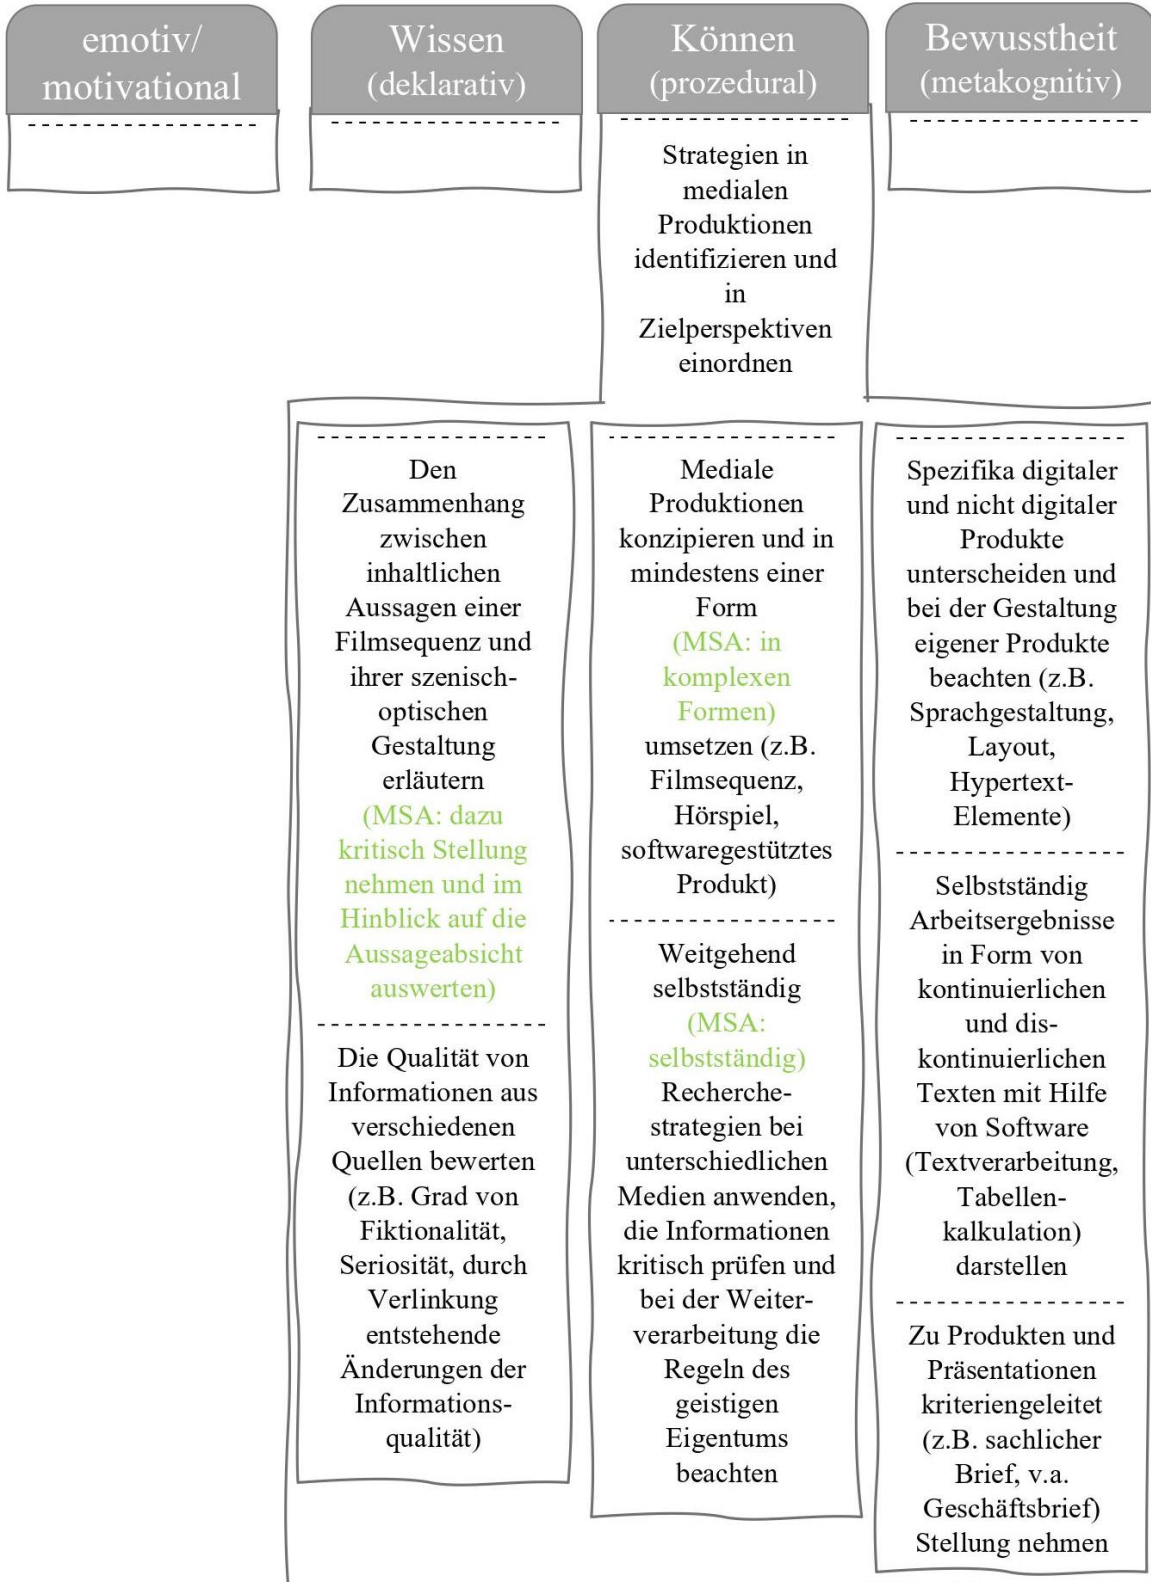 emotiv/
motivational
Wissen
(deklarativ)
Können
(prozedural)
Bewusstheit
(metakognitiv)
Strategien in
medialen
Produktionen
identifizieren und
in
Zielperspektiven
einordnen
Den
Zusammenhang
zwischen
inhaltlichen
Aussagen einer
Filmsequenz und
ihrer szenisch-
optischen
Gestaltung
erläutern
(MSA: dazu
kritisch Stellung
nehmen und im
Hinblick auf die
Aussageabsicht
auswerten)
Die Qualität von
Informationen aus
verschiedenen
Quellen bewerten
(z.B. Grad von
Fiktionalität,
Seriosität, durch
Verlinkung
entstehende
Änderungen der
Informations-
qualität)
Mediale
Produktionen
konzipieren und in
mindestens einer
Form
(MSA: in
komplexen
Formen)
umsetzen (z.B.
Filmsequenz,
Hörspiel,
softwaregestütztes
Produkt)
Weitgehend
selbstständig
(MSA:
selbstständig)
Recherche-
strategien bei
unterschiedlichen
Medien anwenden,
die Informationen
kritisch prüfen und
bei der Weiter-
verarbeitung die
Regeln des
geistigen
Eigentums
beachten
Spezifika digitaler
und nicht digitaler
Produkte
unterscheiden und
bei der Gestaltung
eigener Produkte
beachten (z.B.
Sprachgestaltung,
Layout,
Hypertext-
Elemente)
Selbstständig
Arbeitsergebnisse
in Form von
kontinuierlichen
und dis-
kontinuierlichen
Texten mit Hilfe
von Software
(Textverarbeitung,
Tabellen-
kalkulation)
darstellen
Zu Produkten und
Präsentationen
kriteriengeleitet
(z.B. sachlicher
Brief, v.a.
Geschäftsbrief)
Stellung nehmen